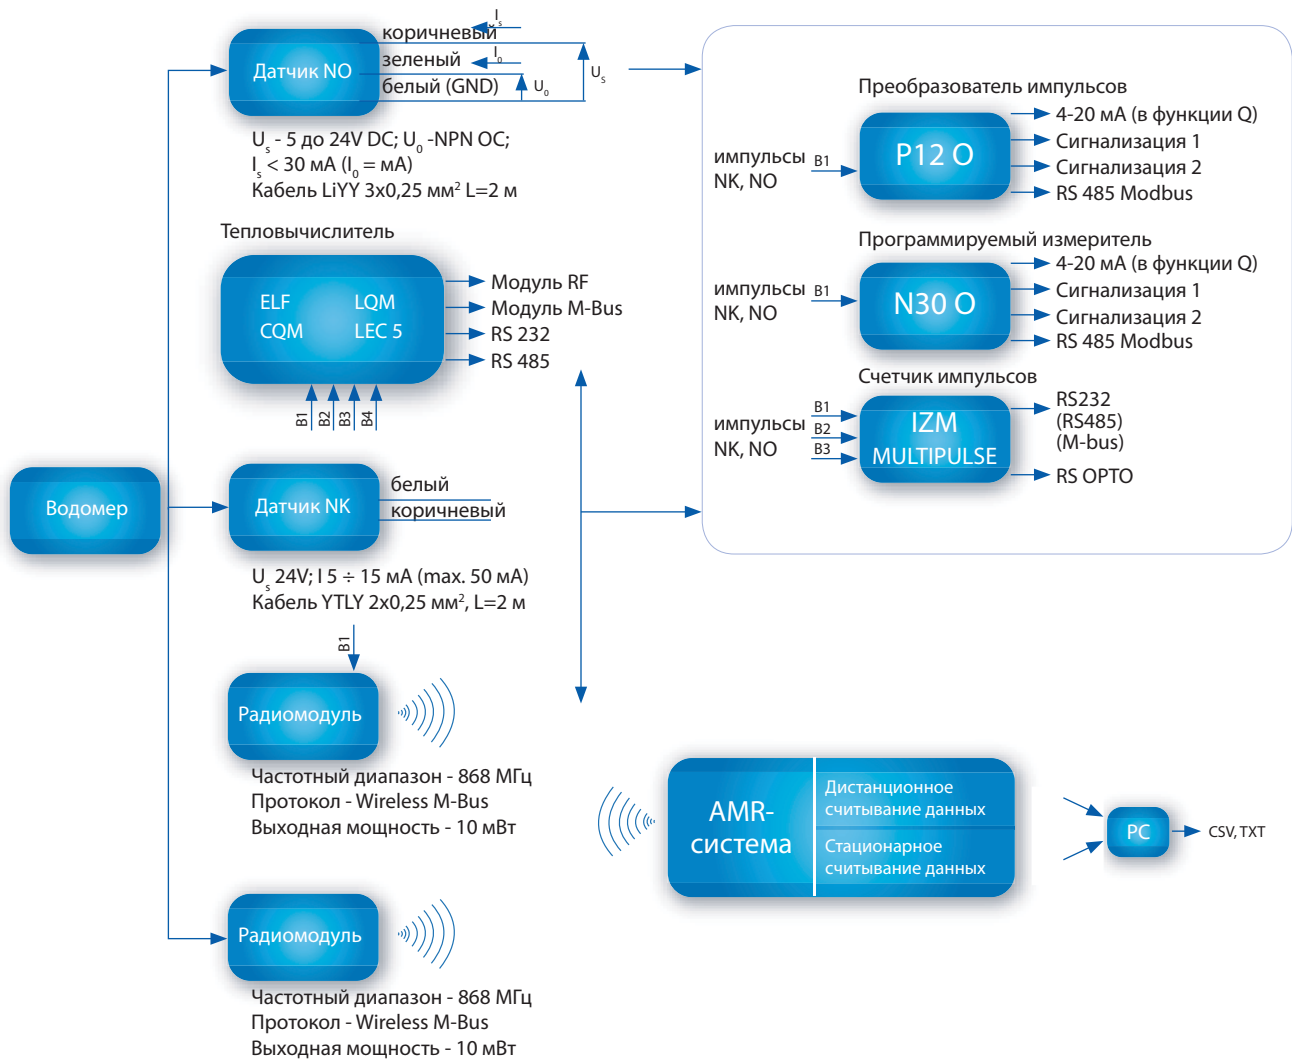 Водомер
Датчик NO
коричневый
зеленый
белый (GND)
Is
I0
U0
Us
Us - 5 до 24V DC; U0 -NPN OC;
Is < 30 мА (I0 = мА)
Кабель LiYY 3x0,25 мм² L=2 м
Тепловычислитель
ELF LQM
CQM LEC 5
Модуль RF
Модуль M-Bus
RS 232
RS 485
B1
B2
B3
B4
Датчик NK
белый
коричневый
Us 24V; I 5 ÷ 15 мА (max. 50 мА)
Кабель YTLY 2x0,25 мм², L=2 м
B1
Радиомодуль
Частотный диапазон - 868 МГц
Протокол - Wireless M-Bus
Выходная мощность - 10 мВт
Радиомодуль
Частотный диапазон - 868 МГц
Протокол - Wireless M-Bus
Выходная мощность - 10 мВт
Преобразователь импульсов
импульсы
NK, NO
B1
P12 O
4-20 мА (в функции Q)
Сигнализация 1
Сигнализация 2
RS 485 Modbus
Программируемый измеритель
импульсы
NK, NO
B1
N30 O
4-20 мА (в функции Q)
Сигнализация 1
Сигнализация 2
RS 485 Modbus
Счетчик импульсов
импульсы
NK, NO
B1
B2
B3
IZM
MULTIPULSE
RS232
(RS485)
(M-bus)
RS OPTO
AMR-
система
Дистанционное
считывание данных
Стационарное
считывание данных
PC
CSV, TXT